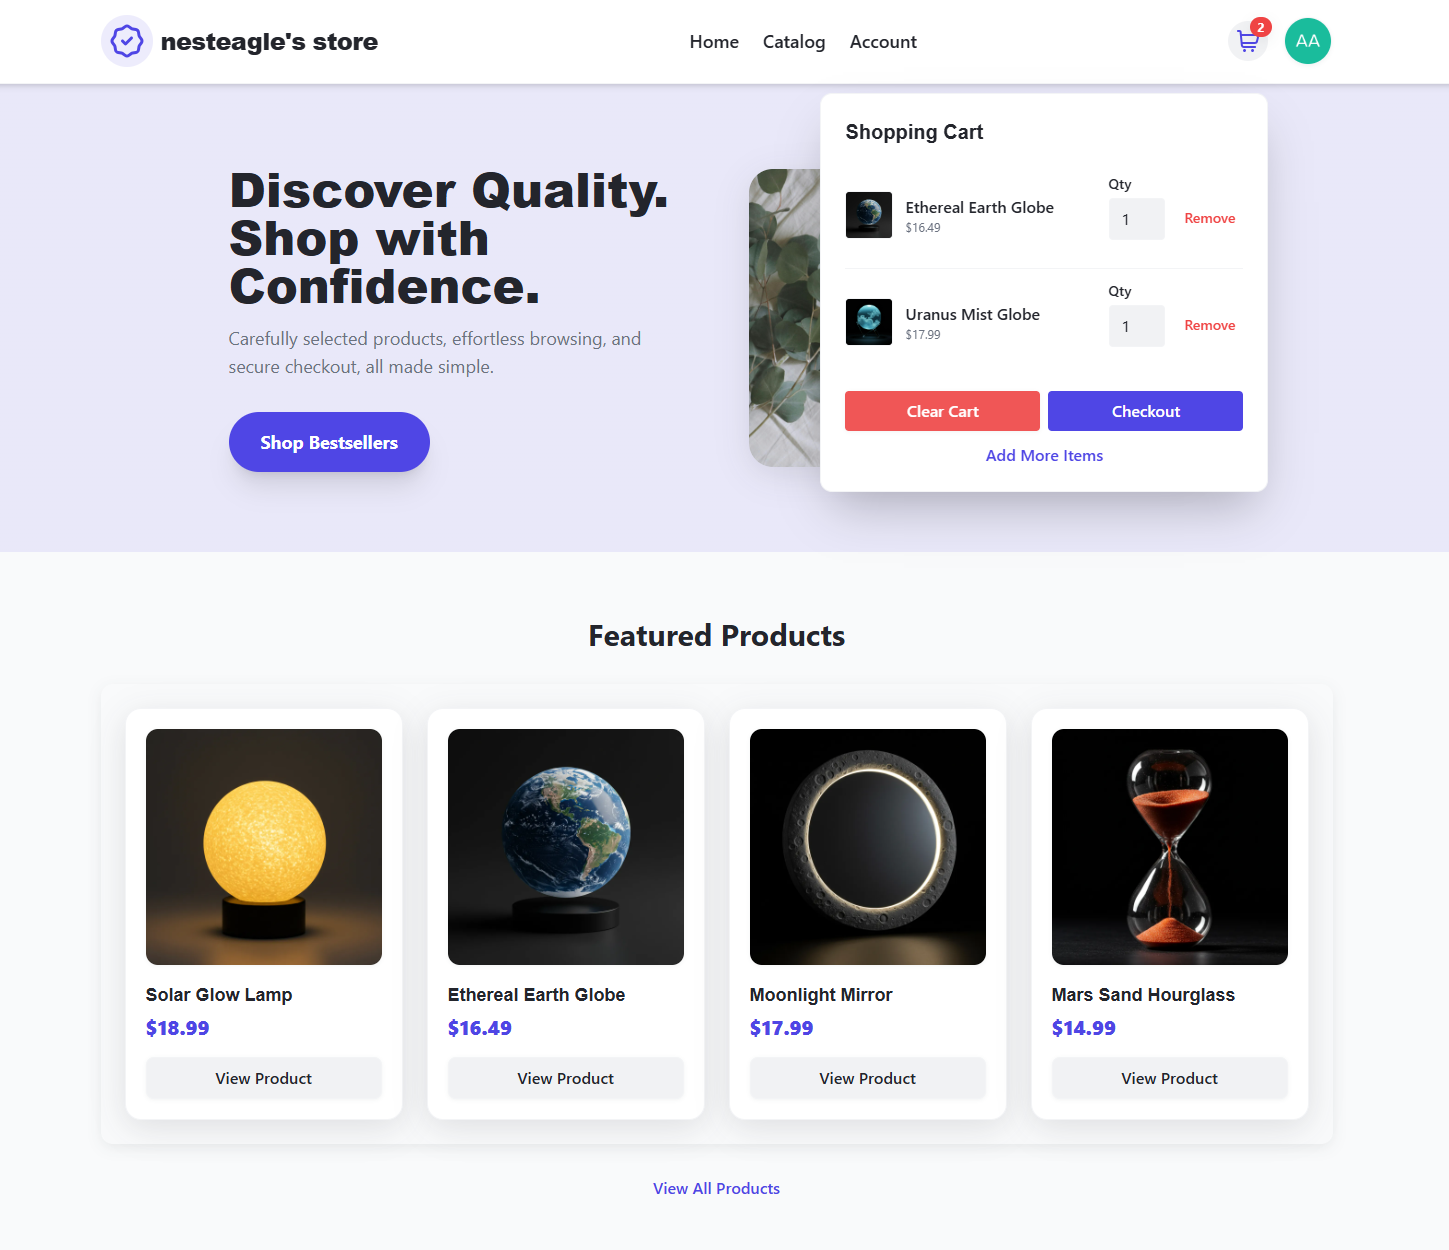 nesteagle's store
Home Catalog Account
2
AA
Discover Quality.
Shop with
Confidence.
Carefully selected products, effortless browsing, and
secure checkout, all made simple.
Shop Bestsellers
Shopping Cart
Ethereal Earth Globe
$16.49
Qty
1
Remove
Uranus Mist Globe
$17.99
Qty
1
Remove
Clear Cart
Checkout
Add More Items
Featured Products
Solar Glow Lamp
$18.99
View Product
Ethereal Earth Globe
$16.49
View Product
Moonlight Mirror
$17.99
View Product
Mars Sand Hourglass
$14.99
View Product
View All Products